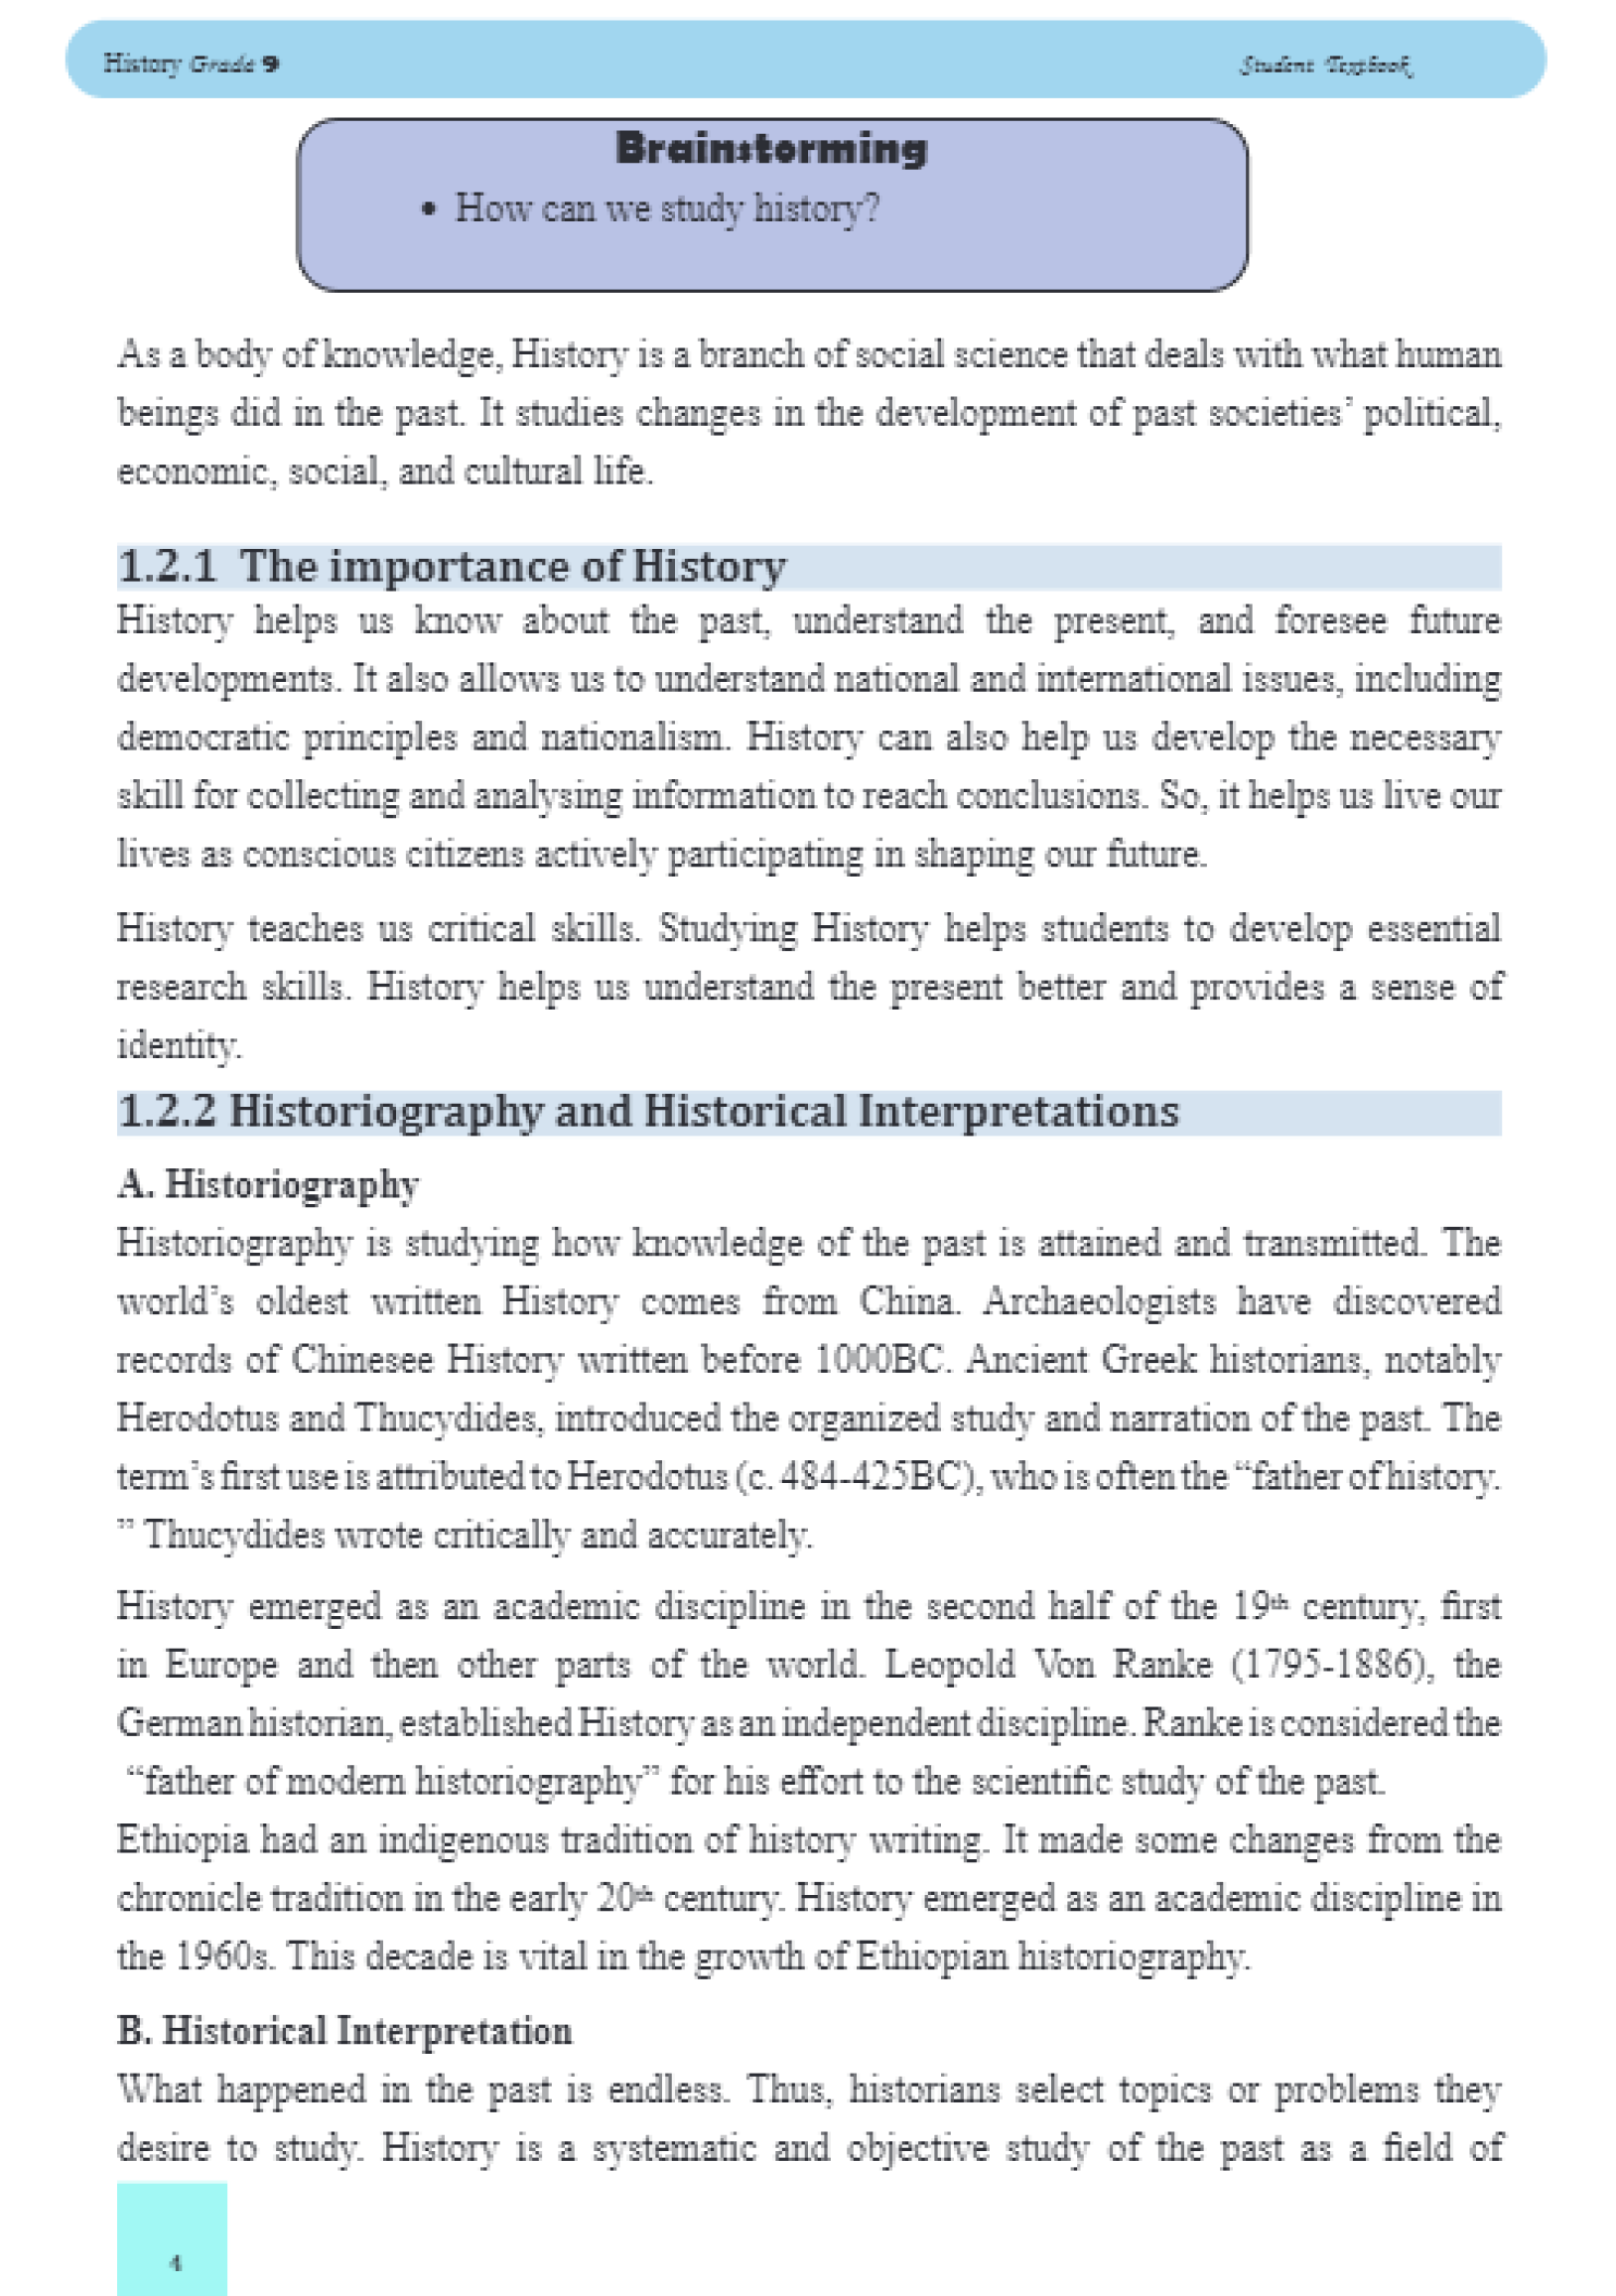 History Grade 9
Student Textbook
Brainstorming
• How can we study history?
As a body of knowledge, History is a branch of social science that deals with what human
beings did in the past. It studies changes in the development of past societies’ political,
economic, social, and cultural life.
1.2.1 The importance of History
History helps us know about the past, understand the present, and foresee future
developments. It also allows us to understand national and international issues, including
democratic principles and nationalism. History can also help us develop the necessary
skill for collecting and analysing information to reach conclusions. So, it helps us live our
lives as conscious citizens actively participating in shaping our future.
History teaches us critical skills. Studying History helps students to develop essential
research skills. History helps us understand the present better and provides a sense of
identity.
1.2.2 Historiography and Historical Interpretations
A. Historiography
Historiography is studying how knowledge of the past is attained and transmitted. The
world’s oldest written History comes from China. Archaeologists have discovered
records of Chinesee History written before 1000BC. Ancient Greek historians, notably
Herodotus and Thucydides, introduced the organized study and narration of the past. The
term’s first use is attributed to Herodotus (c. 484-425BC), who is often the “father of history.
” Thucydides wrote critically and accurately.
History emerged as an academic discipline in the second half of the 19th century, first
in Europe and then other parts of the world. Leopold Von Ranke (1795-1886), the
German historian, established History as an independent discipline. Ranke is considered the
“father of modern historiography” for his effort to the scientific study of the past.
Ethiopia had an indigenous tradition of history writing. It made some changes from the
chronicle tradition in the early 20th century. History emerged as an academic discipline in
the 1960s. This decade is vital in the growth of Ethiopian historiography.
B. Historical Interpretation
What happened in the past is endless. Thus, historians select topics or problems they
desire to study. History is a systematic and objective study of the past as a field of
4